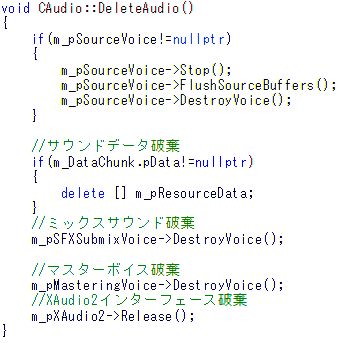 void CAudio::DeleteAudio()
{
    if(m_pSourceVoice!=nullptr)
    {
        m_pSourceVoice->Stop();
        m_pSourceVoice->FlushSourceBuffers();
        m_pSourceVoice->DestroyVoice();
    }

    //サウンドデータ破棄
    if(m_DataChunk.pData!=nullptr)
    {
        delete [] m_pResourceData;
    }
    //ミックスサウンド破棄
    m_pSFXSubmixVoice->DestroyVoice();

    //マスターボイス破棄
    m_pMasteringVoice->DestroyVoice();
    //XAudio2インターフェース破棄
    m_pXAudio2->Release();
}